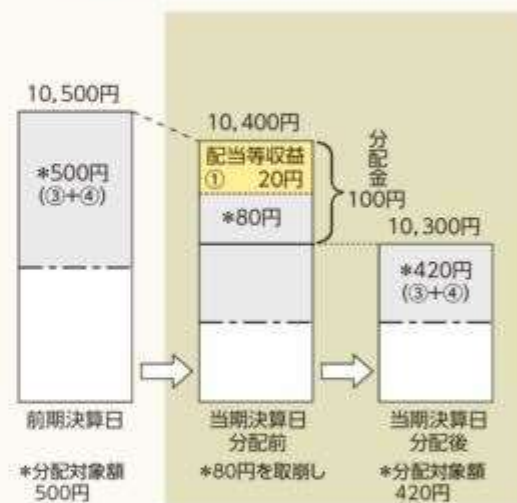 10,500円
*500円
(③+④)
前期決算日
*分配対象額
500円
10,400円
配当等収益
① 20円
*80円
分配金
100円
当期決算日
分配前
*80円を取崩し
10,300円
*420円
(③+④)
当期決算日
分配後
*分配対象額
420円